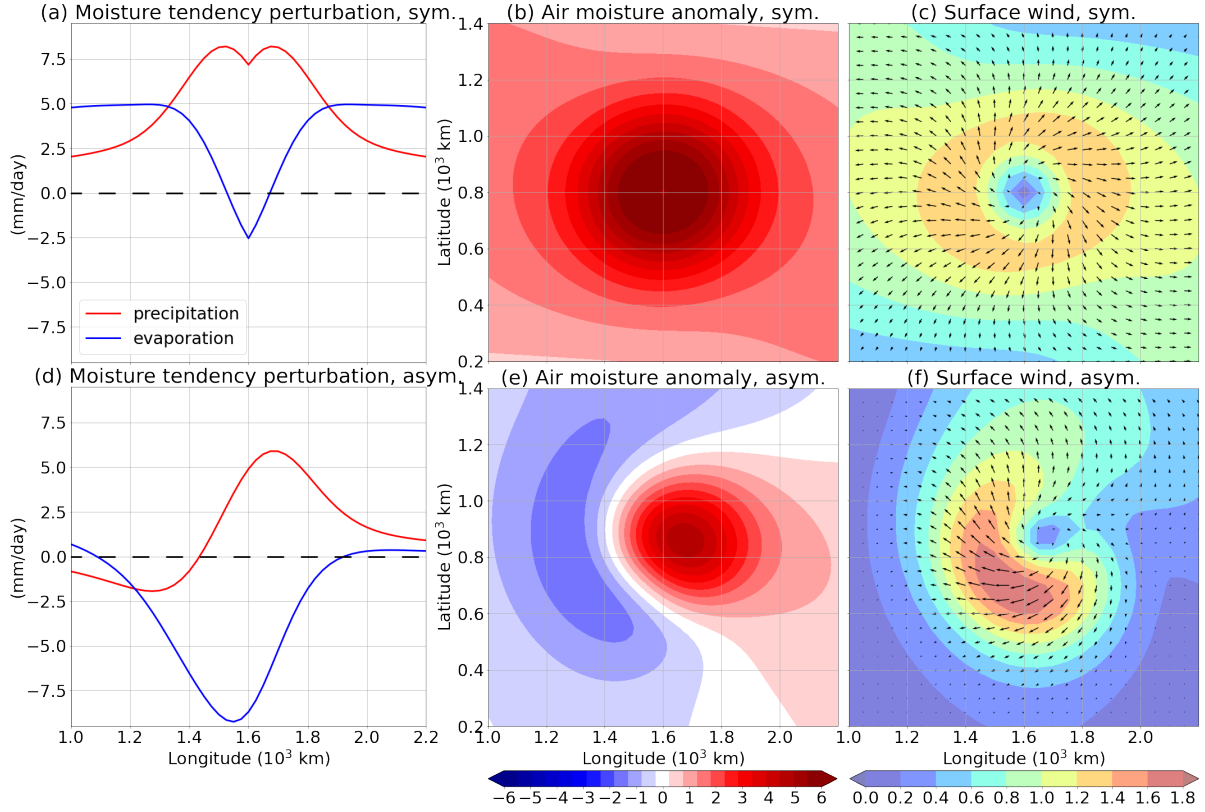 (a) Moisture tendency perturbation, sym.
(b) Air moisture anomaly, sym.
(c) Surface wind, sym.
(mm/day)
7.5
5.0
2.5
0.0
−2.5
−5.0
−7.5
precipitation
evaporation
Latitude (10³ km)
1.4
1.2
1.0
0.8
0.6
0.4
0.2
(d) Moisture tendency perturbation, asym.
(e) Air moisture anomaly, asym.
(f) Surface wind, asym.
(mm/day)
7.5
5.0
2.5
0.0
−2.5
−5.0
−7.5
Latitude (10³ km)
1.4
1.2
1.0
0.8
0.6
0.4
0.2
1.0 1.2 1.4 1.6 1.8 2.0 2.2
1.0 1.2 1.4 1.6 1.8 2.0
1.0 1.2 1.4 1.6 1.8 2.0
Longitude (10³ km)
Longitude (10³ km)
Longitude (10³ km)
−6 −5 −4 −3 −2 −1 0 1 2 3 4 5 6
0.0 0.2 0.4 0.6 0.8 1.0 1.2 1.4 1.6 1.8